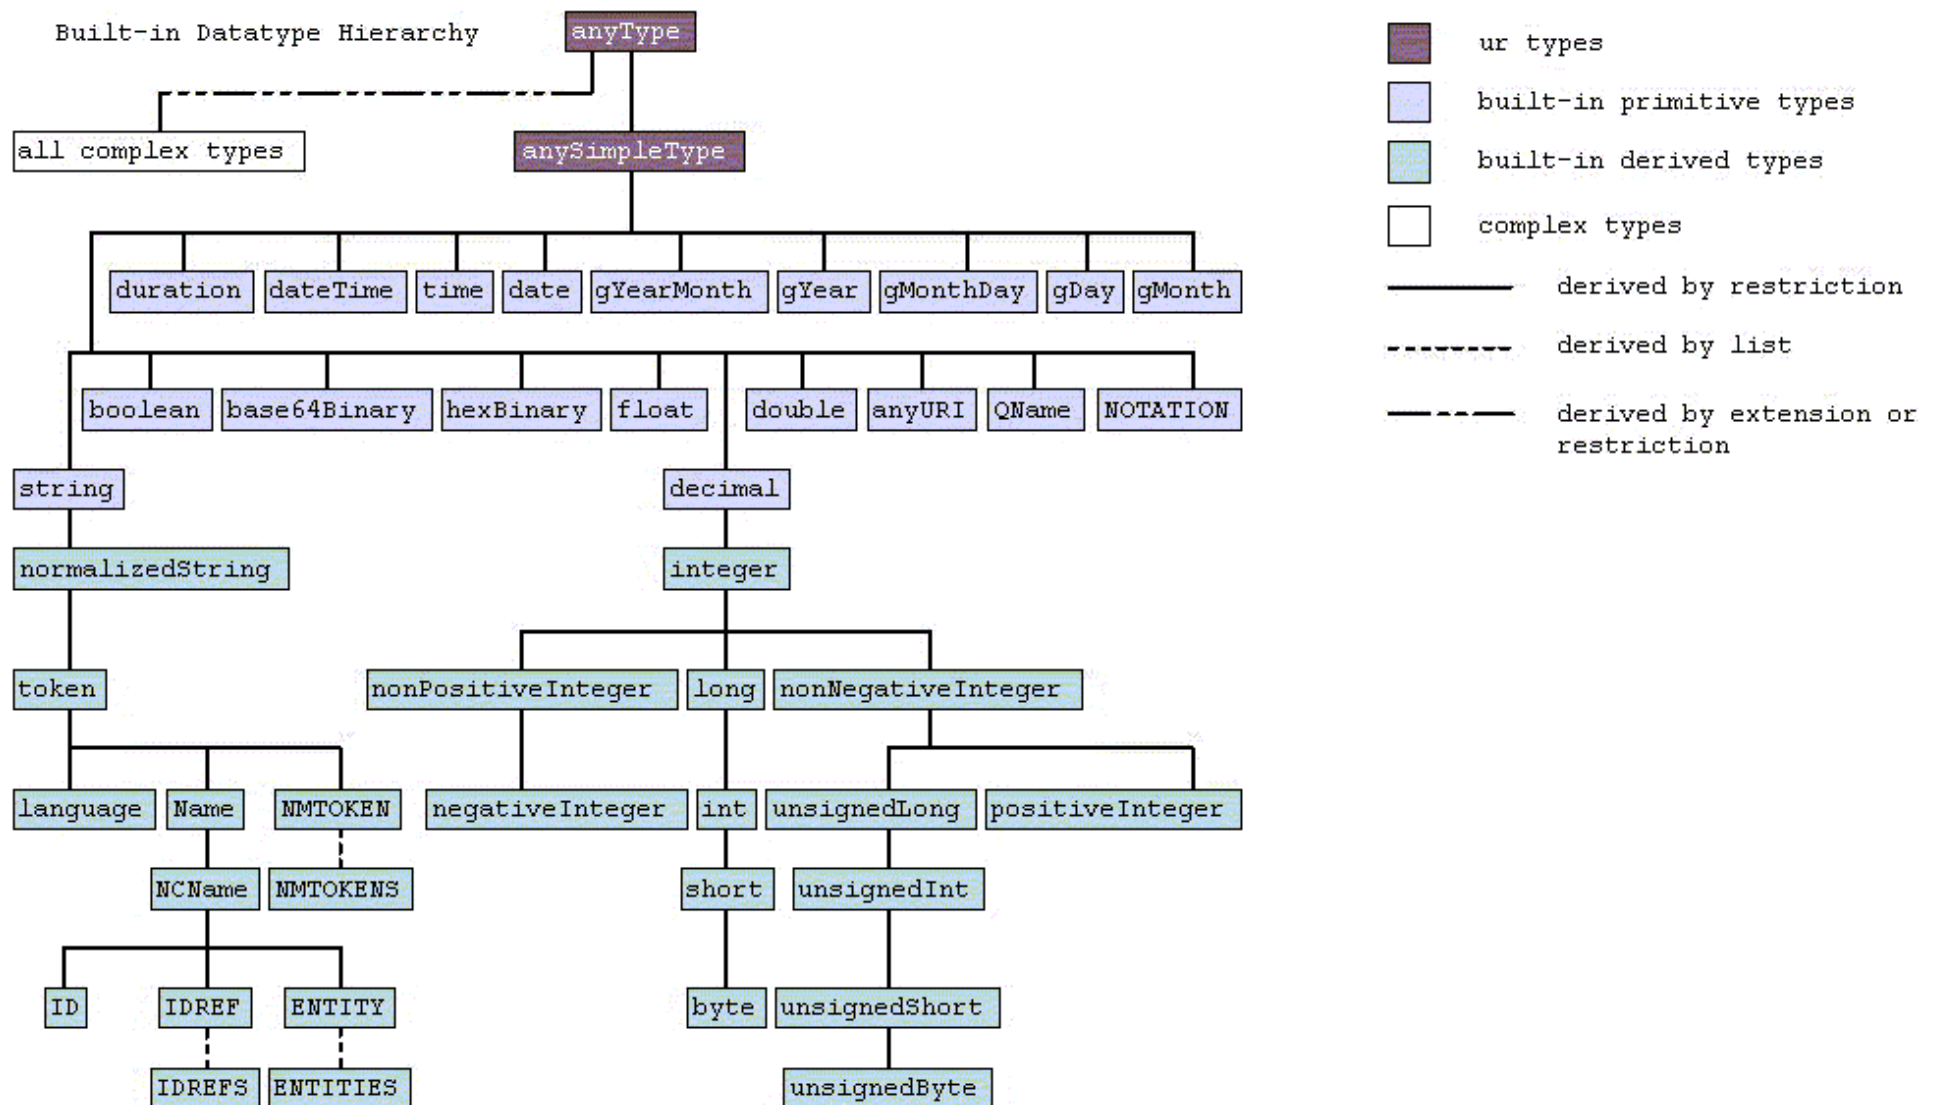 Built-in Datatype Hierarchy
anyType
all complex types
anySimpleType
duration
dateTime
time
date
gYearMonth
gYear
gMonthDay
gDay
gMonth
boolean
base64Binary
hexBinary
float
double
anyURI
QName
NOTATION
string
decimal
normalizedString
integer
token
nonPositiveInteger
long
nonNegativeInteger
language
Name
NMTOKEN
negativeInteger
int
unsignedLong
positiveInteger
NCName
NMTOKENS
short
unsignedInt
ID
IDREF
ENTITY
byte
unsignedShort
IDREFS
ENTITIES
unsignedByte
ur types
built-in primitive types
built-in derived types
complex types
derived by restriction
derived by list
derived by extension or
restriction